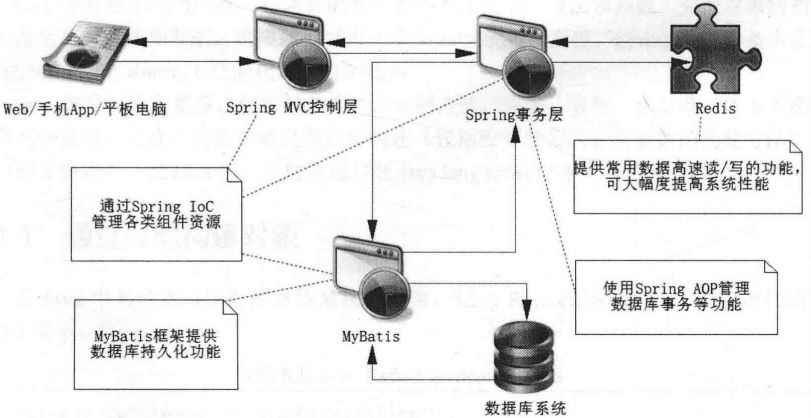 Web/手机App/平板电脑
Spring MVC控制层
Spring事务层
Redis
提供常用数据高速读/写的功能，
可大幅度提高系统性能
通过Spring IoC
管理各类组件资源
使用Spring AOP管理
数据库事务等功能
MyBatis框架提供
数据库持久化功能
MyBatis
数据库系统